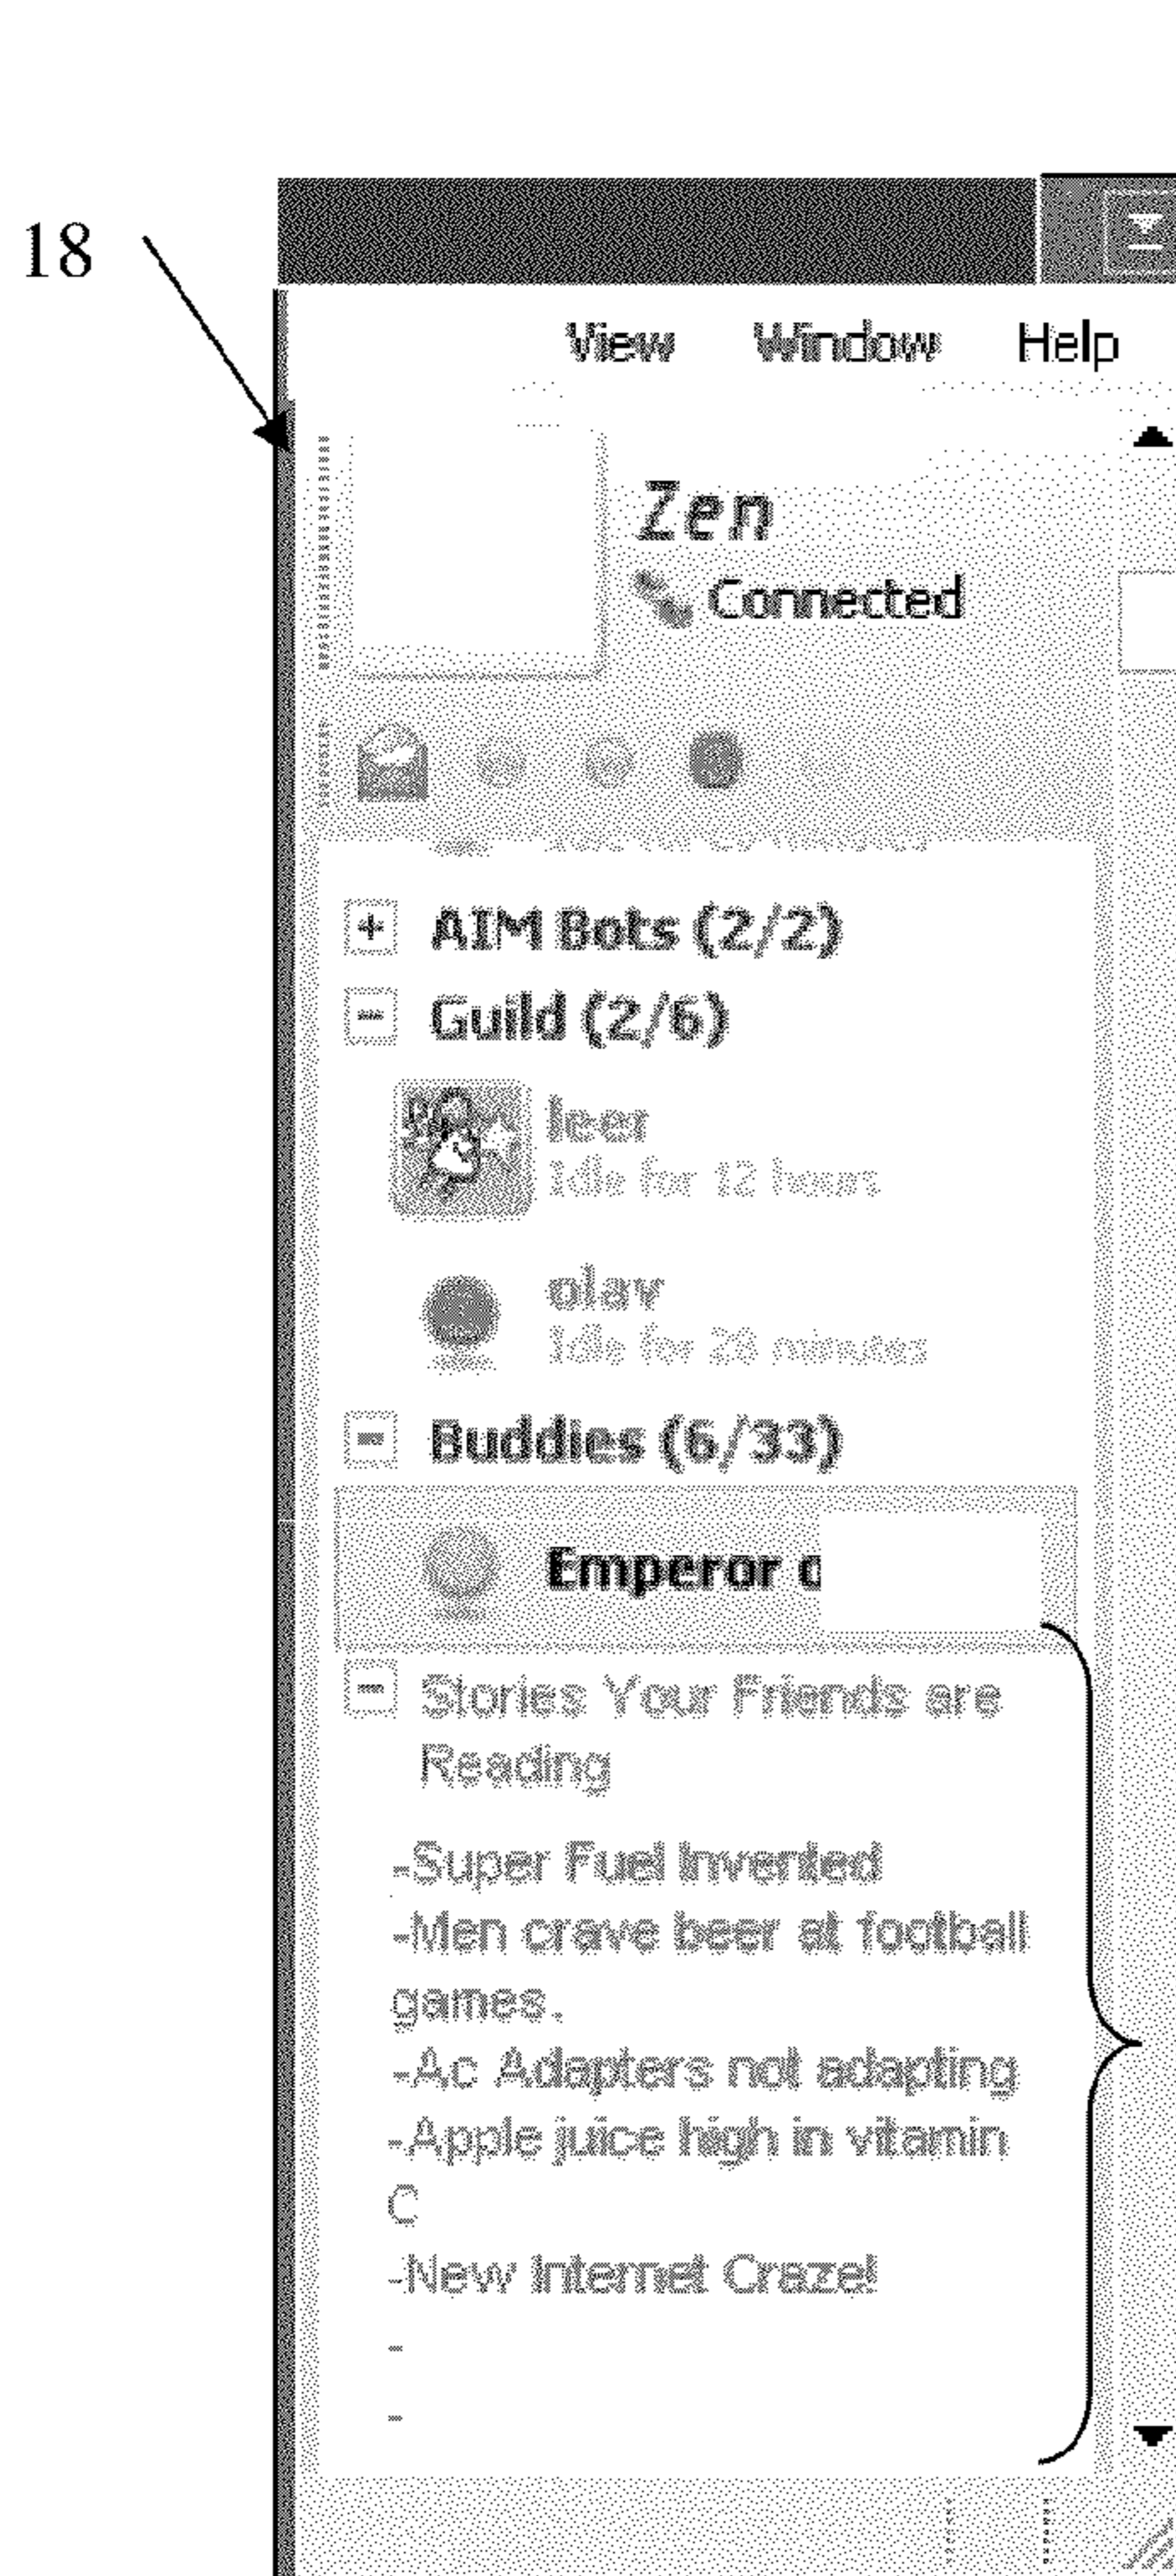 18
View Window Help
Zen
Connected
AIM Bots (2/2)
Guild (2/6)
leer
Idle for 12 hours
olav
Idle for 28 minutes
Buddies (6/33)
Emperor
Stories Your Friends are
Reading
-Super Fuel Invented
-Men crave beer at football
games.
-Ac Adapters not adapting
-Apple juice high in vitamin
C
-New Internet Craze!
-
-